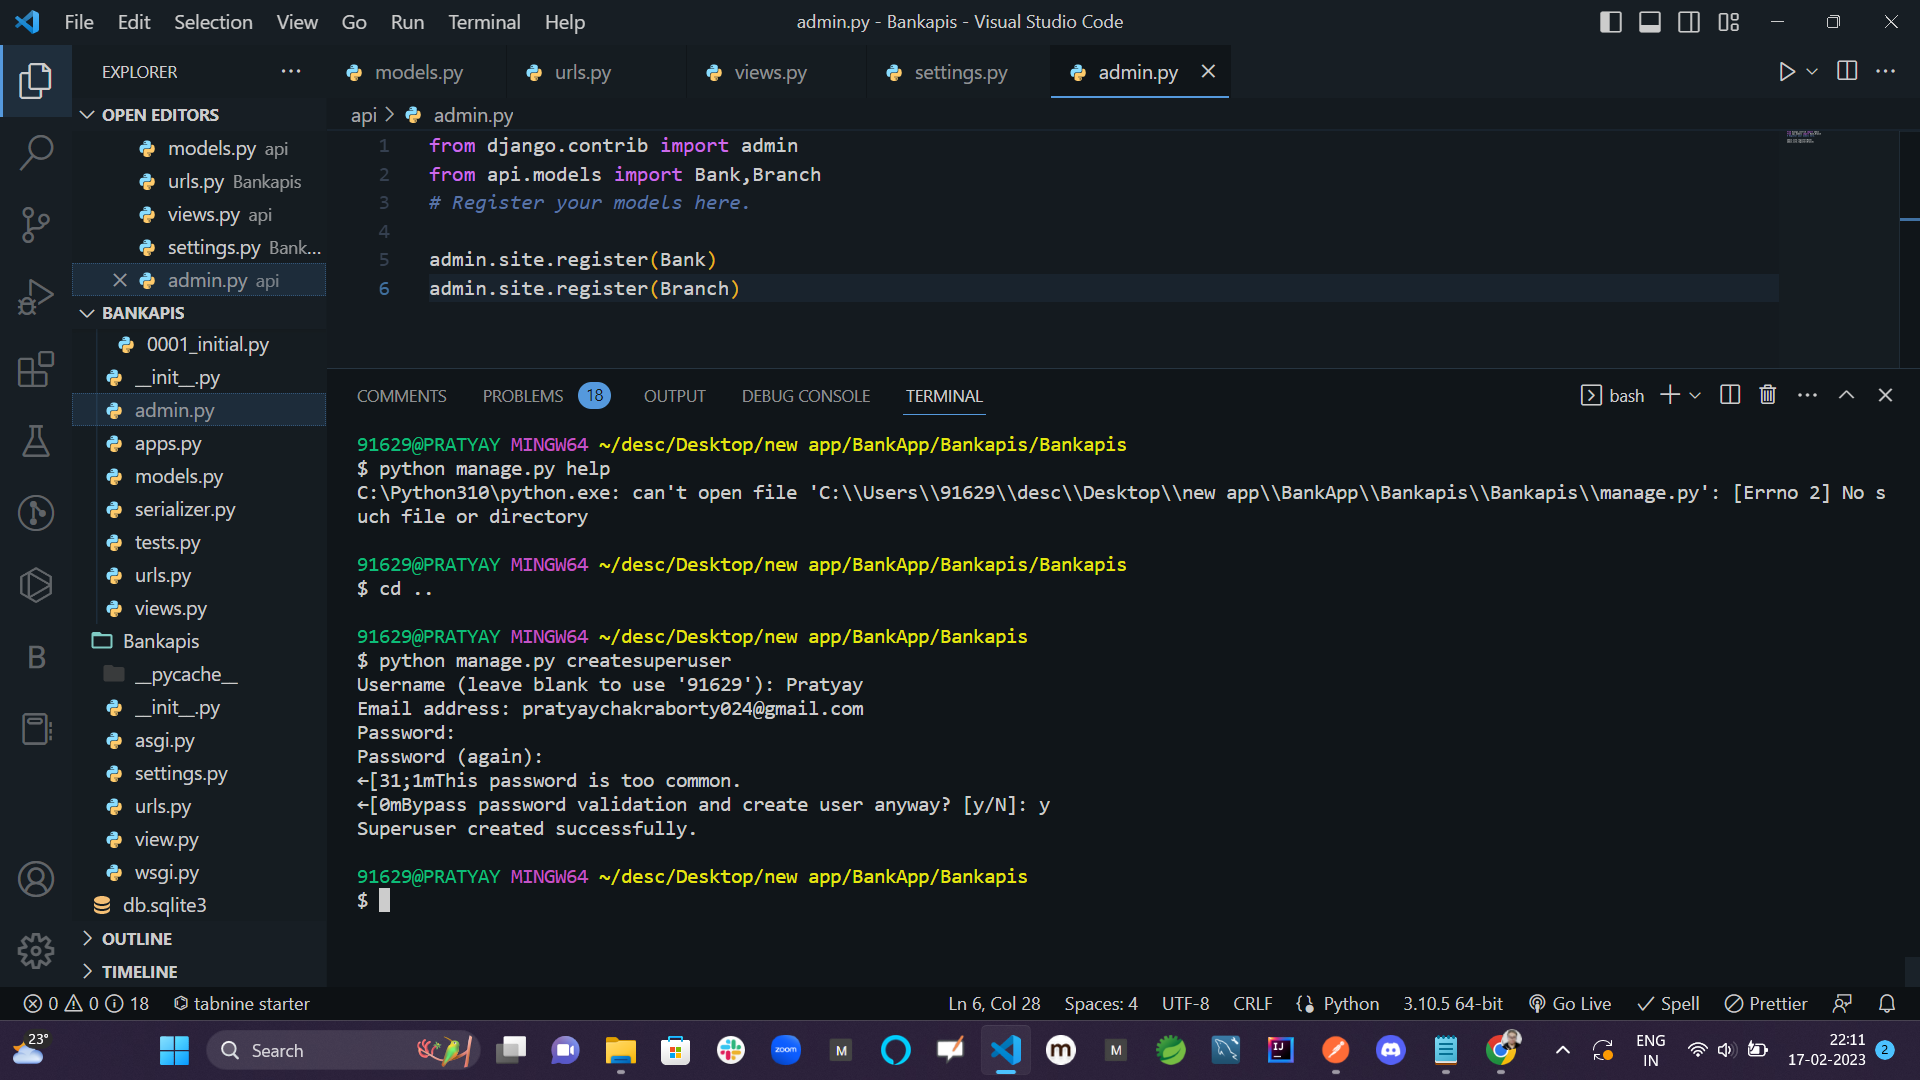 File Edit Selection View Go Run Terminal Help admin.py - Bankapis - Visual Studio Code
EXPLORER
models.py urls.py views.py settings.py admin.py
OPEN EDITORS
models.py api
urls.py Bankapis
views.py api
settings.py Bank...
admin.py api
BANKAPIS
0001_initial.py
__init__.py
admin.py
apps.py
models.py
serializer.py
tests.py
urls.py
views.py
Bankapis
__pycache__
__init__.py
asgi.py
settings.py
urls.py
view.py
wsgi.py
db.sqlite3
OUTLINE
TIMELINE
api > admin.py
1 from django.contrib import admin
2 from api.models import Bank,Branch
3 # Register your models here.
4
5 admin.site.register(Bank)
6 admin.site.register(Branch)
COMMENTS PROBLEMS 18 OUTPUT DEBUG CONSOLE TERMINAL bash
91629@PRATYAY MINGW64 ~/desc/Desktop/new app/BankApp/Bankapis/Bankapis
$ python manage.py help
C:\Python310\python.exe: can't open file 'C:\\Users\\91629\\desc\\Desktop\\new app\\BankApp\\Bankapis\\Bankapis\\manage.py': [Errno 2] No s
uch file or directory
91629@PRATYAY MINGW64 ~/desc/Desktop/new app/BankApp/Bankapis/Bankapis
$ cd ..
91629@PRATYAY MINGW64 ~/desc/Desktop/new app/BankApp/Bankapis
$ python manage.py createsuperuser
Username (leave blank to use '91629'): Pratyay
Email address: pratyaychakraborty024@gmail.com
Password:
Password (again):
←[31;1mThis password is too common.
←[0mBypass password validation and create user anyway? [y/N]: y
Superuser created successfully.
91629@PRATYAY MINGW64 ~/desc/Desktop/new app/BankApp/Bankapis
$
0 0 18 tabnine starter Ln 6, Col 28 Spaces: 4 UTF-8 CRLF Python 3.10.5 64-bit Go Live Spell Prettier
23°
Search
zoom
M
m
M
IJ
ENG
IN
22:11
17-02-2023
2